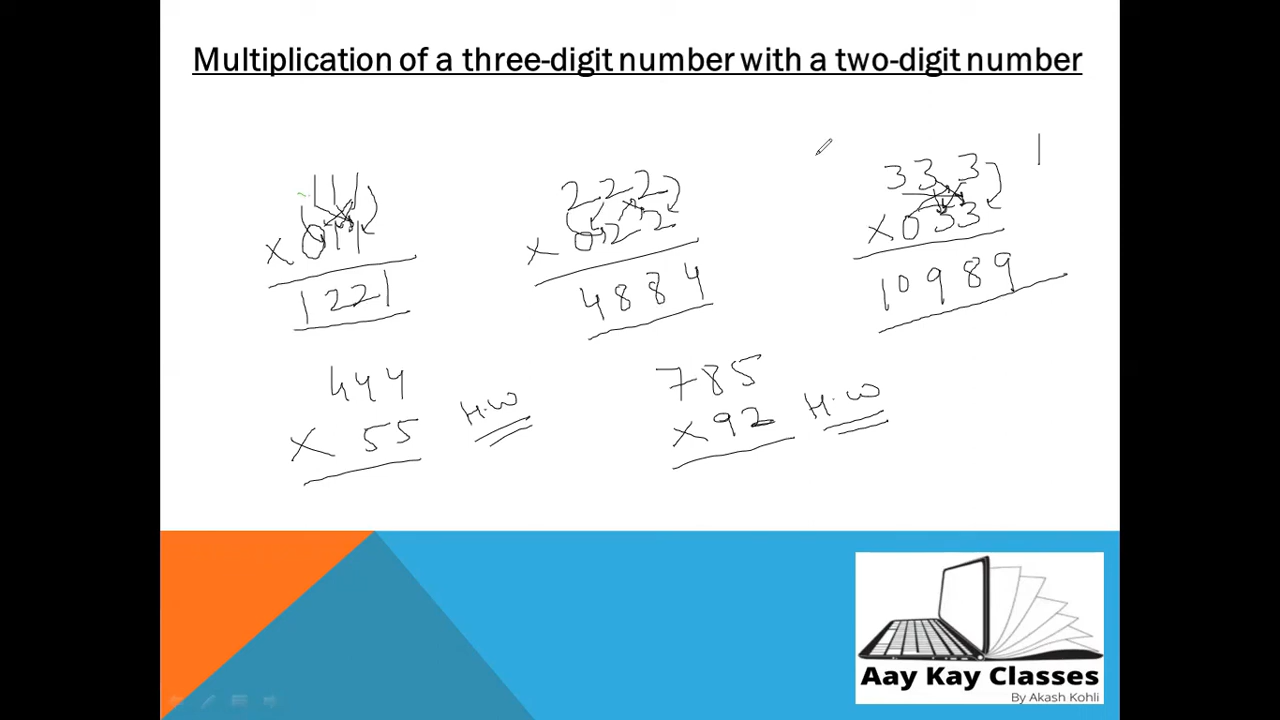 Multiplication of a three-digit number with a two-digit number
111 222 333 1
× 011 × 022 × 033
1221 4884 10989
444 785
× 55 H.W × 92 H.W
Aay Kay Classes
By Akash Kohli